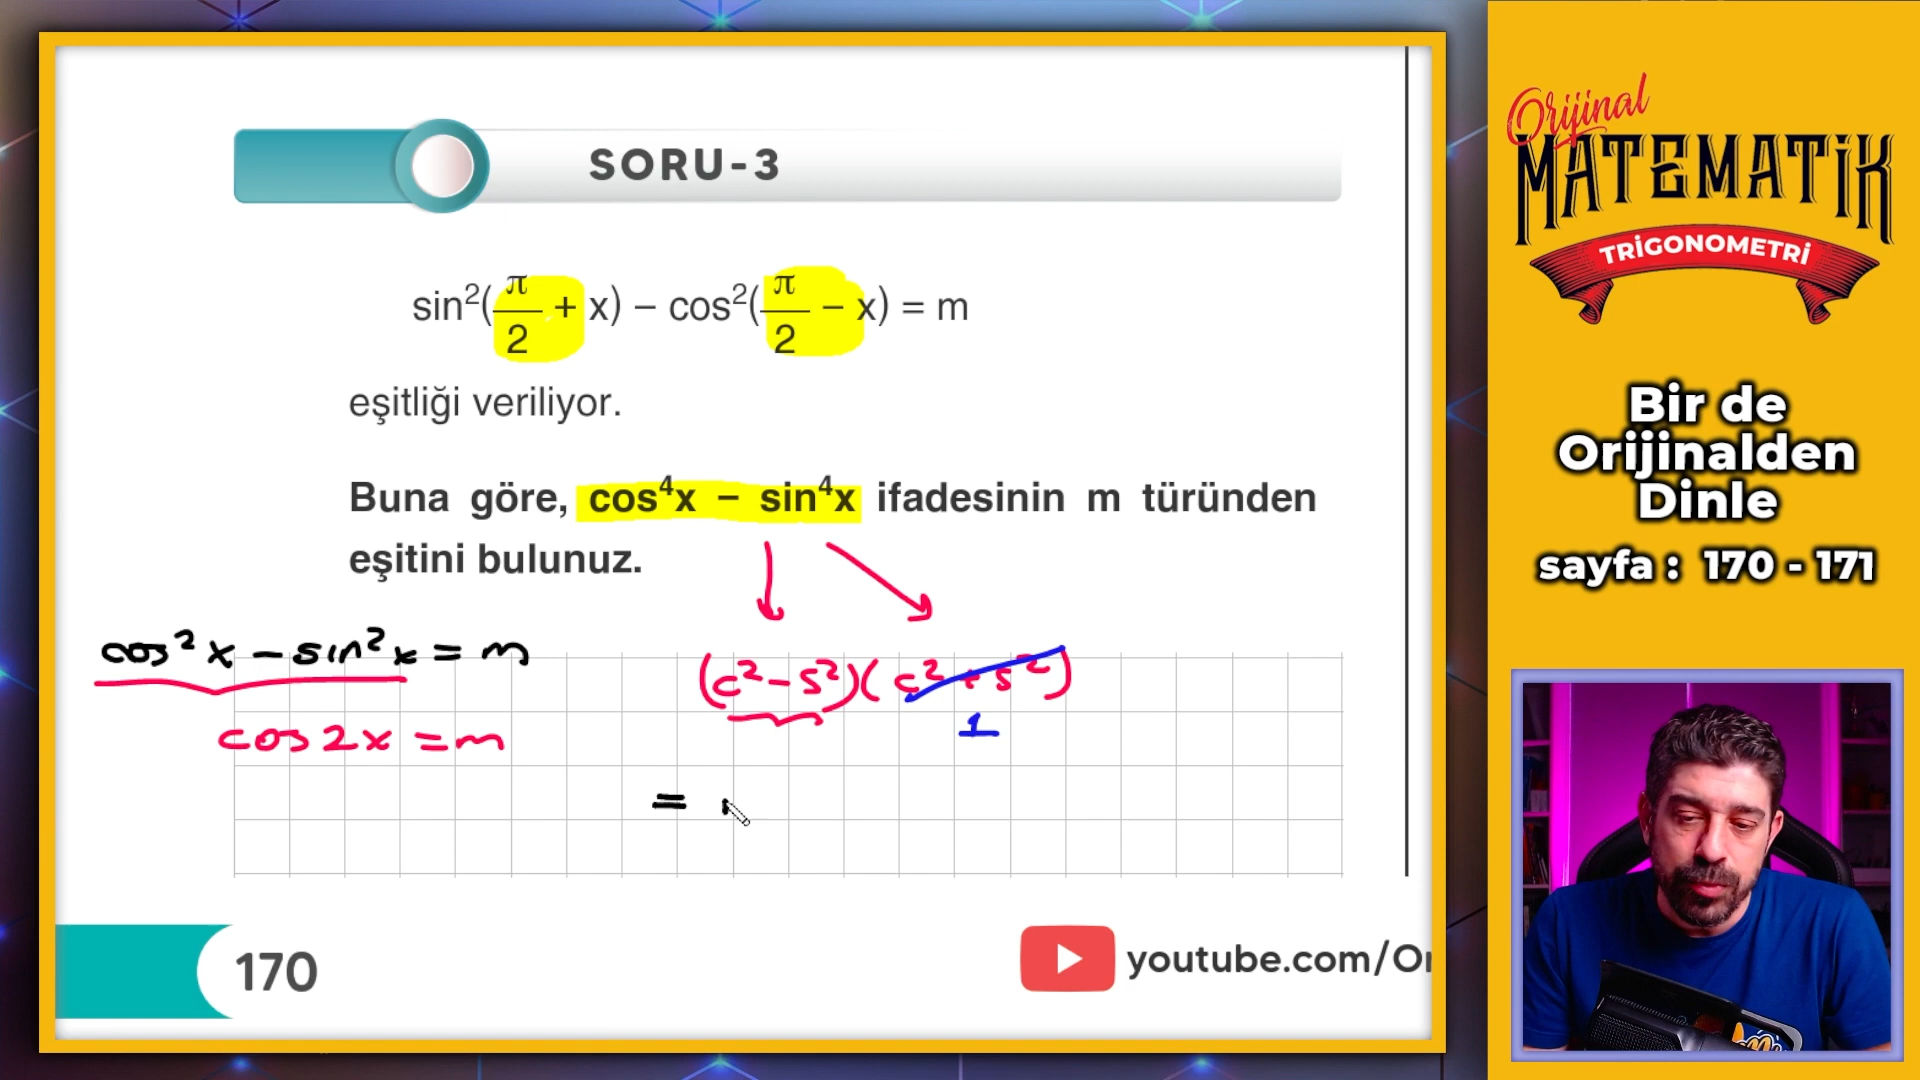 SORU-3
sin²(π/2 + x) – cos²(π/2 – x) = m
eşitliği veriliyor.
Buna göre, cos⁴x – sin⁴x ifadesinin m türünden
eşitini bulunuz.
cos²x – sin²x = m
cos2x = m
(c² – s²)(c² + s²)
1
=
170
youtube.com/Or
Orijinal
MATEMATİK
TRİGONOMETRİ
Bir de
Orijinalden
Dinle
sayfa : 170 - 171